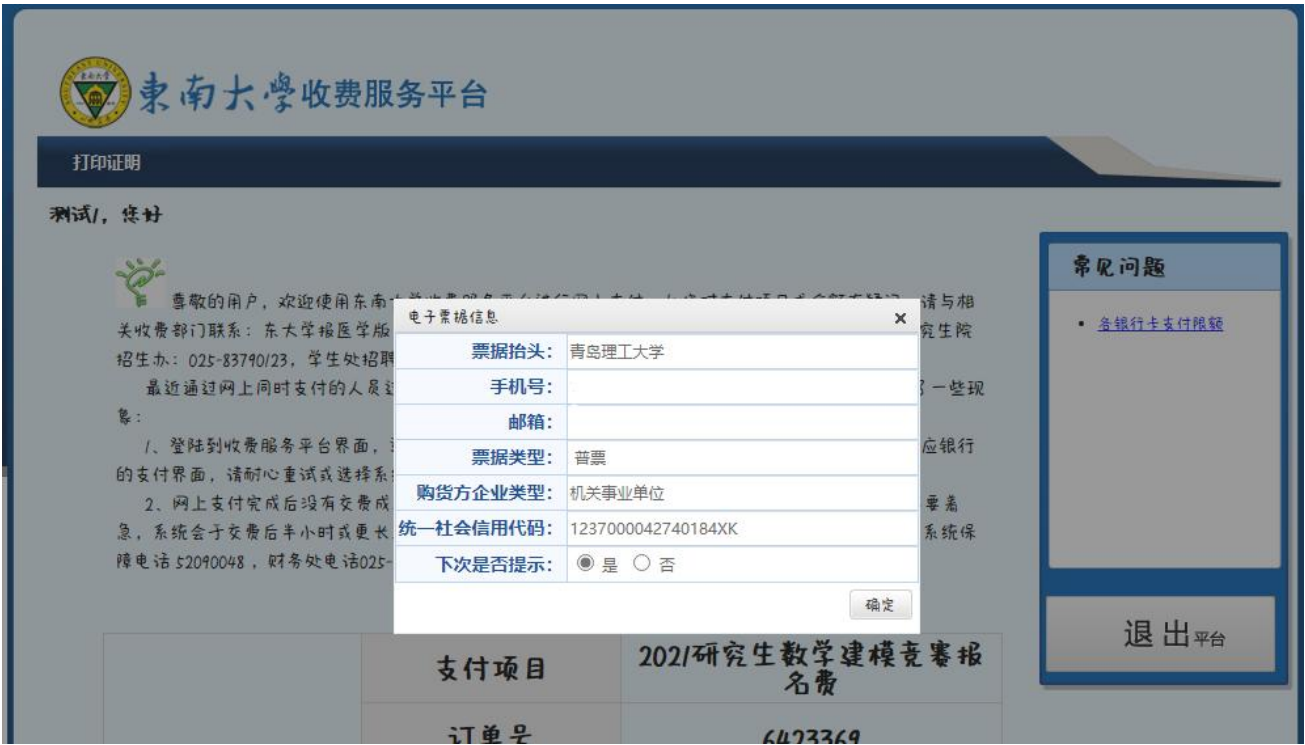 東南大學收费服务平台
打印证明
测试1，您好
尊敬的用户，欢迎使用东南
请与相
关收费部门联系：东大学报医学版
究生院
招生办：025-83790123，学生处招聘
最近通过网上同时支付的人员过
一些现
象：
1、登陆到收费服务平台界面，
应银行
的支付界面，请耐心重试或选择系
2、网上支付完成后没有交费成
要着
急，系统会于交费后半小时或更长
系统保
障电话 52090048 ，财务处电话025-
电子票据信息
×
票据抬头： 青岛理工大学
手机号：
邮箱：
票据类型： 普票
购货方企业类型： 机关事业单位
统一社会信用代码： 1237000042740184XK
下次是否提示： 是 否
确定
常见问题
各银行卡支付限额
退出平台
支付项目
2021研究生数学建模竞赛报
名费
订单号
6423369